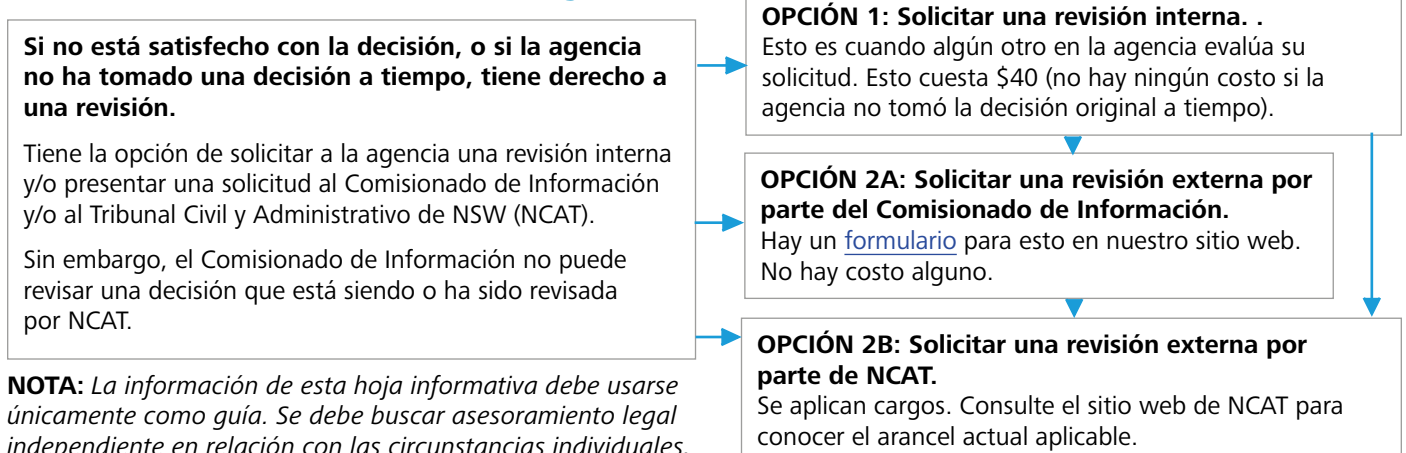 Si no está satisfecho con la decisión, o si la agencia
no ha tomado una decisión a tiempo, tiene derecho a
una revisión.
Tiene la opción de solicitar a la agencia una revisión interna
y/o presentar una solicitud al Comisionado de Información
y/o al Tribunal Civil y Administrativo de NSW (NCAT).
Sin embargo, el Comisionado de Información no puede
revisar una decisión que está siendo o ha sido revisada
por NCAT.
NOTA: La información de esta hoja informativa debe usarse
únicamente como guía. Se debe buscar asesoramiento legal
independiente en relación con las circunstancias individuales.
OPCIÓN 1: Solicitar una revisión interna. .
Esto es cuando algún otro en la agencia evalúa su
solicitud. Esto cuesta $40 (no hay ningún costo si la
agencia no tomó la decisión original a tiempo).
OPCIÓN 2A: Solicitar una revisión externa por
parte del Comisionado de Información.
Hay un formulario para esto en nuestro sitio web.
No hay costo alguno.
OPCIÓN 2B: Solicitar una revisión externa por
parte de NCAT.
Se aplican cargos. Consulte el sitio web de NCAT para
conocer el arancel actual aplicable.